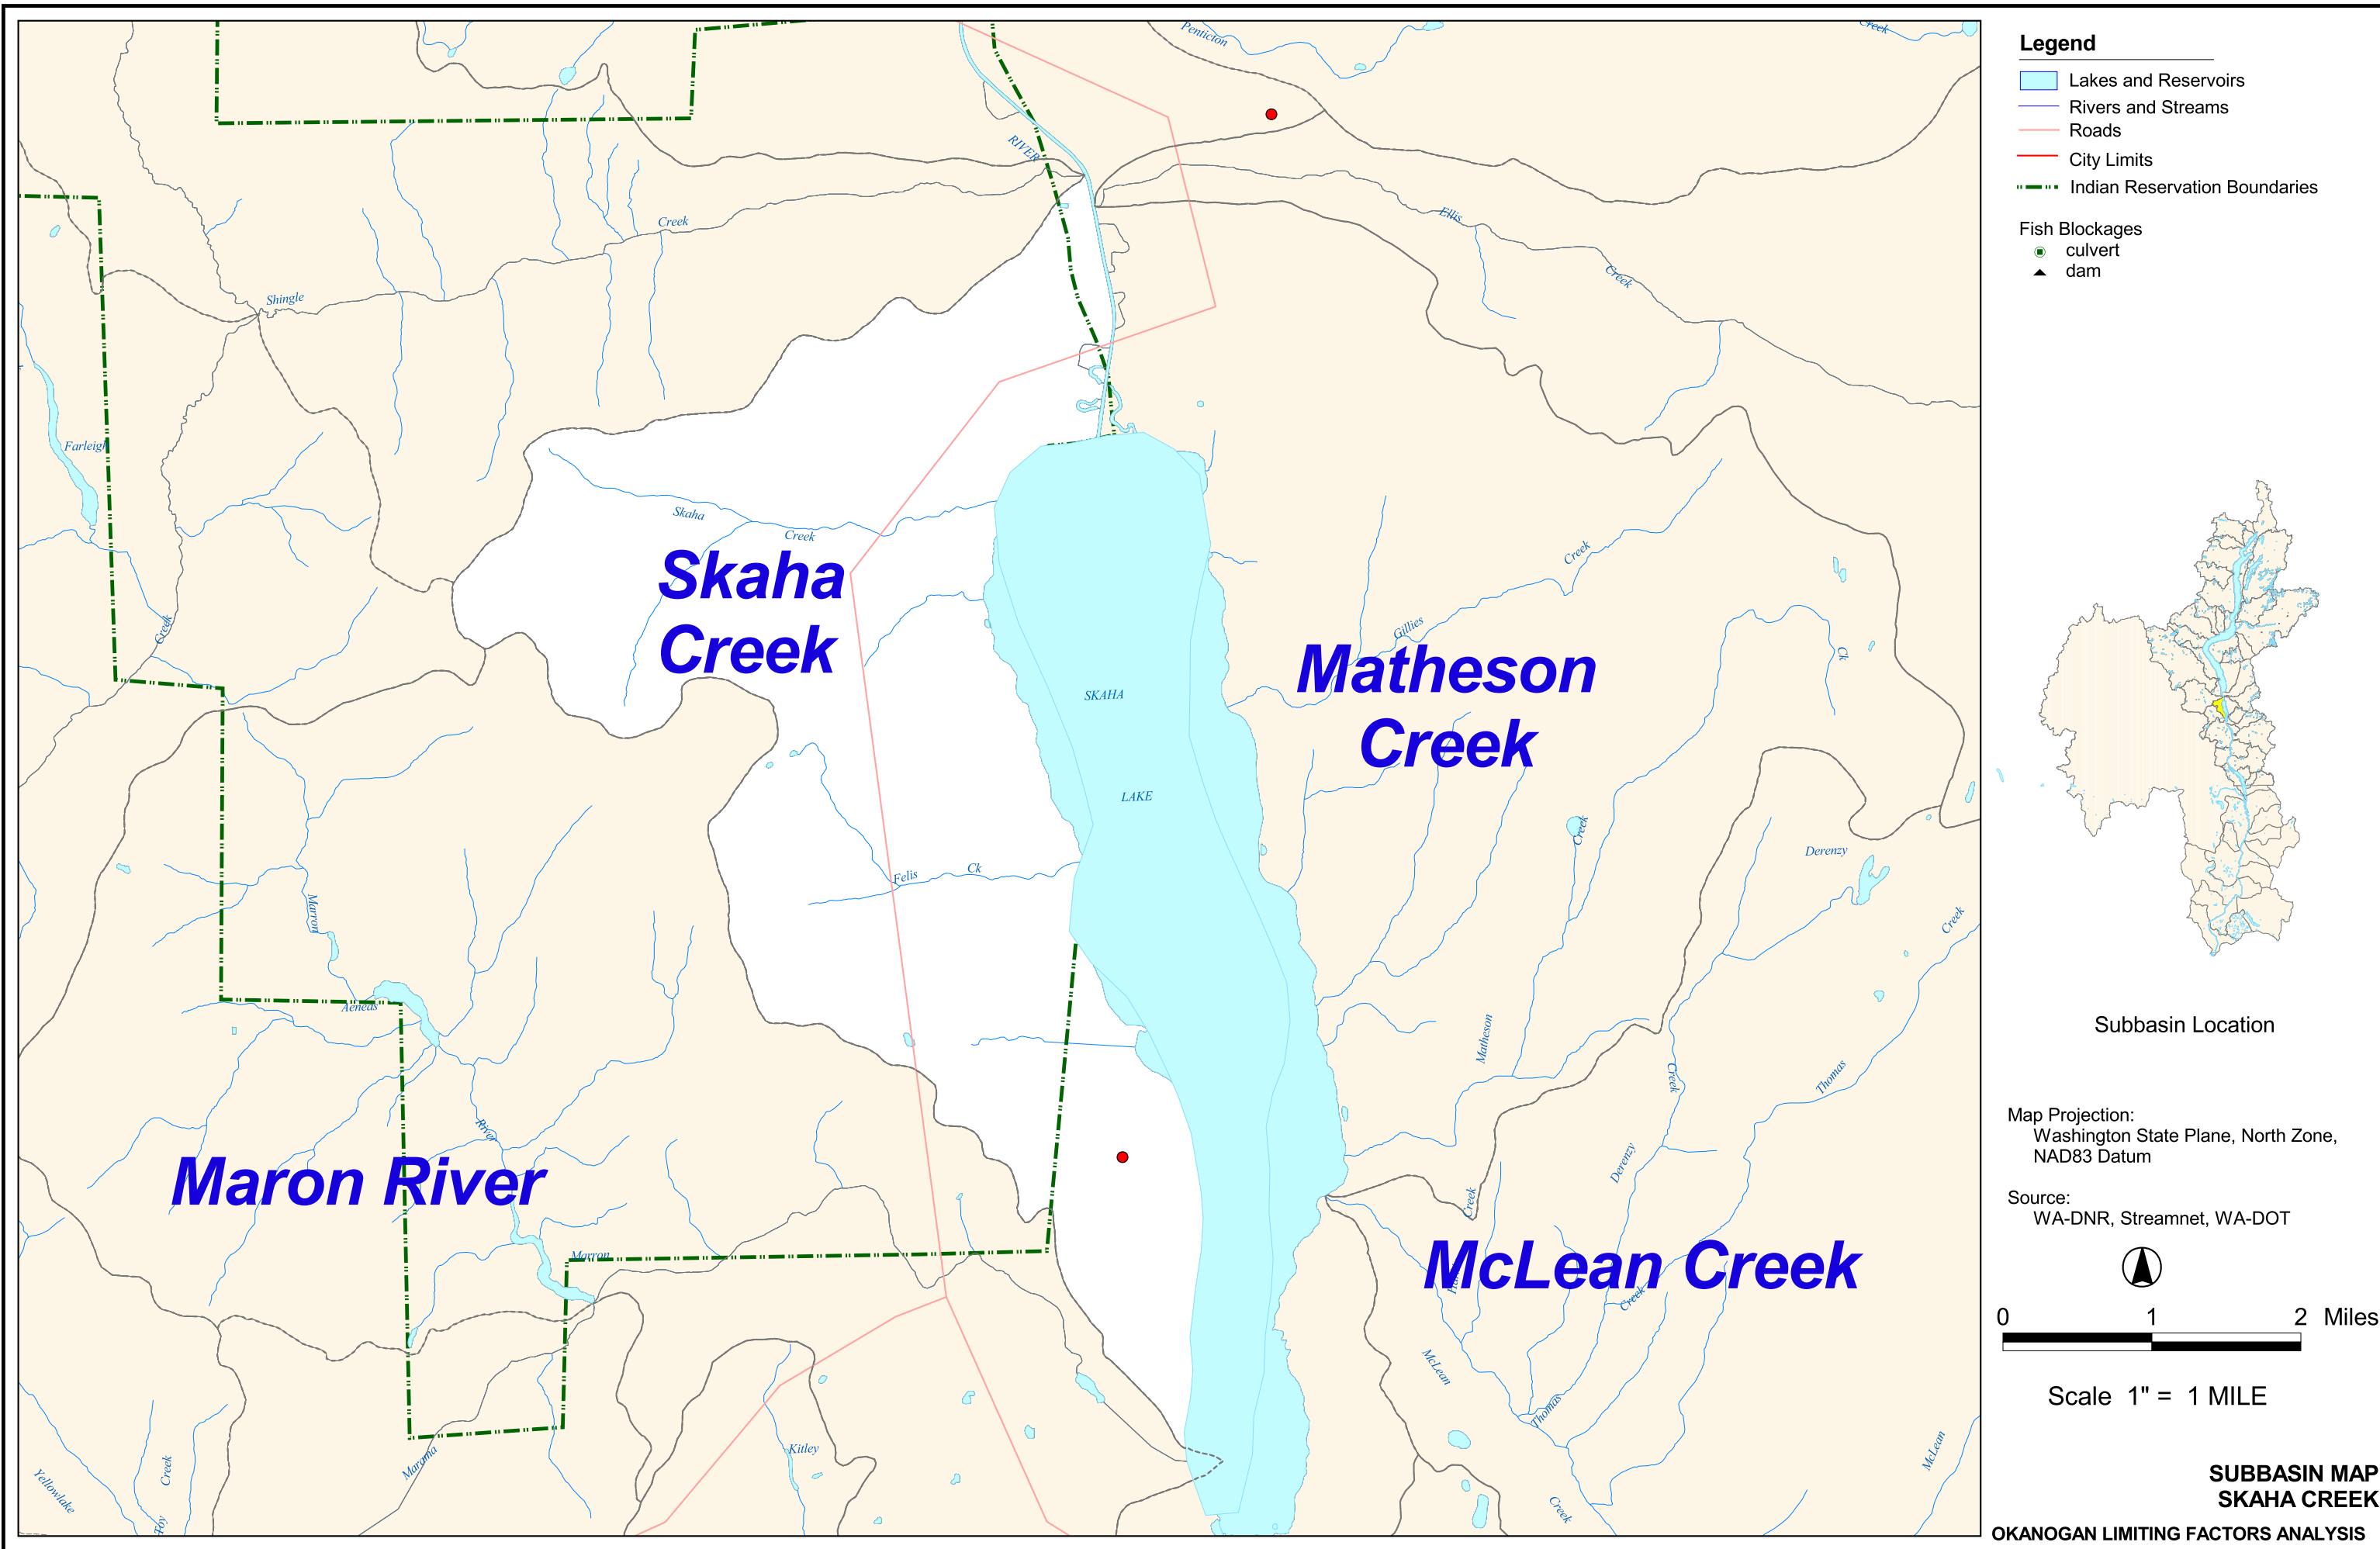 Penticton
Creek
RIVER
Creek
Ellis
Creek
Shingle
Farleigh
Skaha
Creek
Creek
Skaha
Creek
Creek
Gillies
Ck
Matheson
Creek
SKAHA
LAKE
Creek
Derenzy
Felis
Ck
Marron
Creek
Aeneas
Matheson
Creek
Thomas
River
Derenzy
Maron River
Creek
McLean Creek
Marron
Creek
McLean
Thomas
Kitley
Marama
Creek
Yellowlake
McLean
Creek
Toy
Legend
Lakes and Reservoirs
Rivers and Streams
Roads
City Limits
Indian Reservation Boundaries
Fish Blockages
culvert
dam
Subbasin Location
Map Projection:
Washington State Plane, North Zone,
NAD83 Datum
Source:
WA-DNR, Streamnet, WA-DOT
0 1 2 Miles
Scale 1" = 1 MILE
SUBBASIN MAP
SKAHA CREEK
OKANOGAN LIMITING FACTORS ANALYSIS